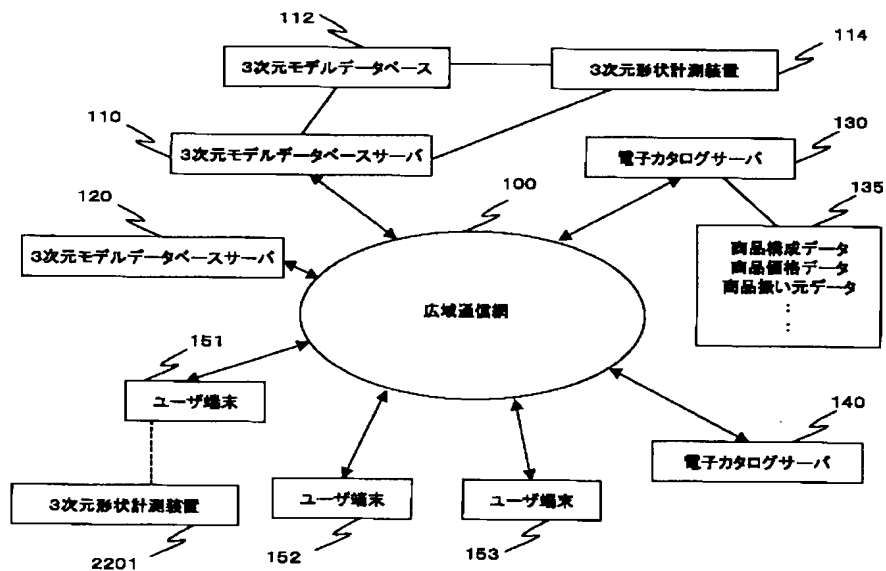 112
3次元モデルデータベース
114
3次元形状計測装置
110
3次元モデルデータベースサーバ
130
電子カタログサーバ
120
3次元モデルデータベースサーバ
100
135
商品構成データ
商品価格データ
商品扱い元データ
:
:
広域通信網
151
ユーザ端末
140
電子カタログサーバ
3次元形状計測装置
2201
ユーザ端末
152
ユーザ端末
153